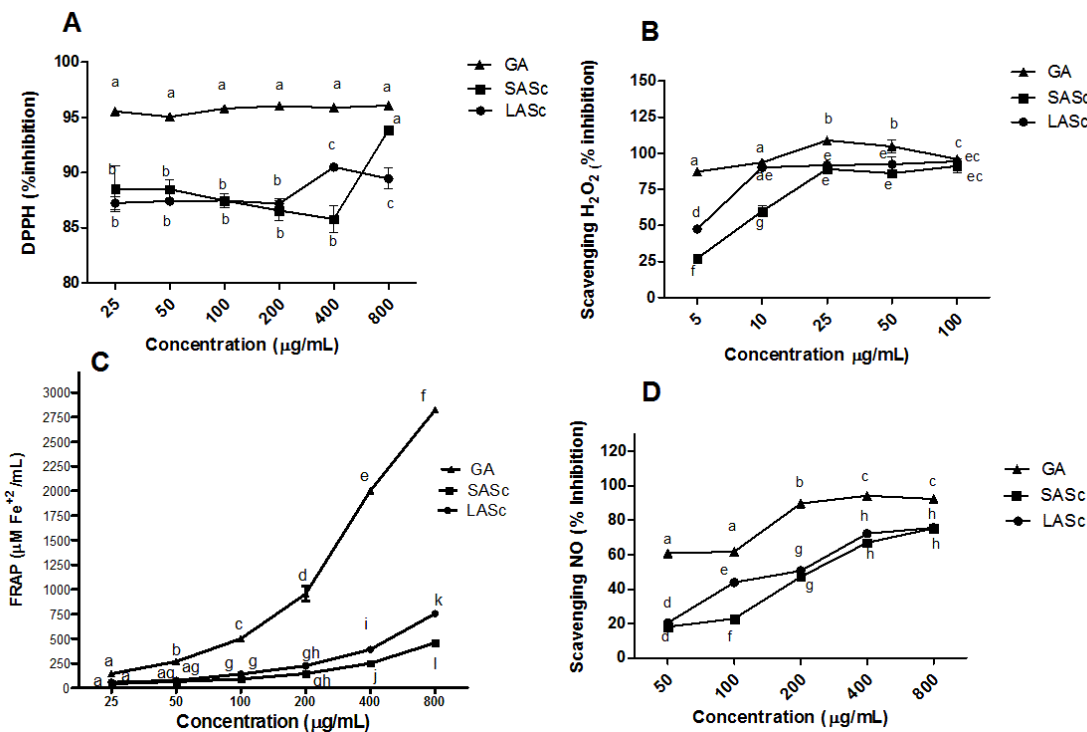 A
DPPH (%inhibition)
100
95
90
85
80
a a a a a a
b b b b c
b b b b b c
25 50 100 200 400 800
Concentration (μg/mL)
GA
SASc
LASc
B
Scavenging H2O2 (% inhibition)
150
125
100
75
50
25
0
a a b b c
e e ec
d ae e e ec
f g
5 10 25 50 100
Concentration μg/mL)
GA
SASc
LASc
C
FRAP (μM Fe+2 /mL)
3000
2750
2500
2250
2000
1750
1500
1250
1000
750
500
250
0
a b c d e f
a a ag ag g g gh i k
gh j l
25 50 100 200 400 800
Concentration (μg/mL)
GA
SASc
LASc
D
Scavenging NO (% Inhibition)
120
100
80
60
40
20
0
a a b c c
d e g h h
d f g h h
50 100 200 400 800
Concentration (μg/mL)
GA
SASc
LASc